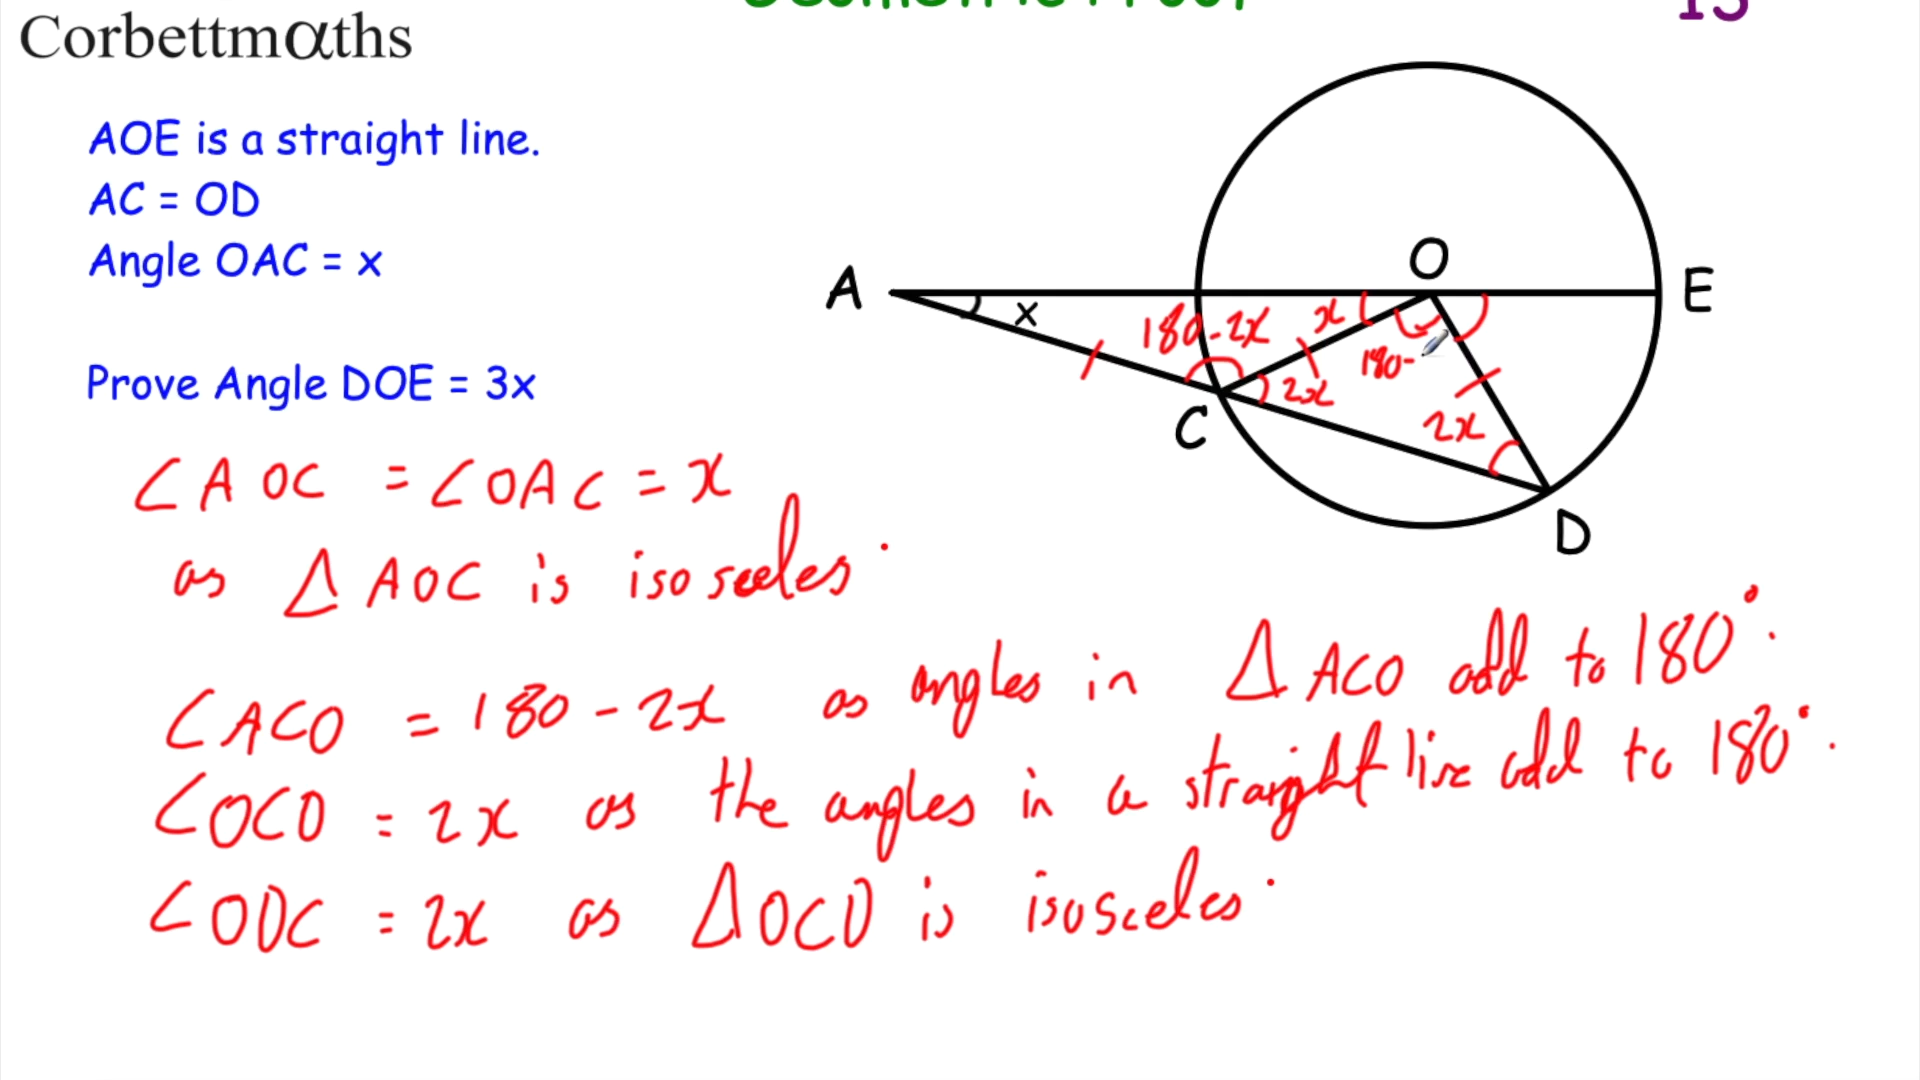 Corbettmαths
15
AOE is a straight line.
AC = OD
Angle OAC = x
Prove Angle DOE = 3x
A
O
E
x
180-2x
x
180-
2x
2x
C
D
∠AOC = ∠OAC = x
as △AOC is isosceles.
∠ACO = 180-2x as angles in △ACO add to 180°.
∠OCD = 2x as the angles in a straight line add to 180°.
∠ODC = 2x as △OCD is isosceles.